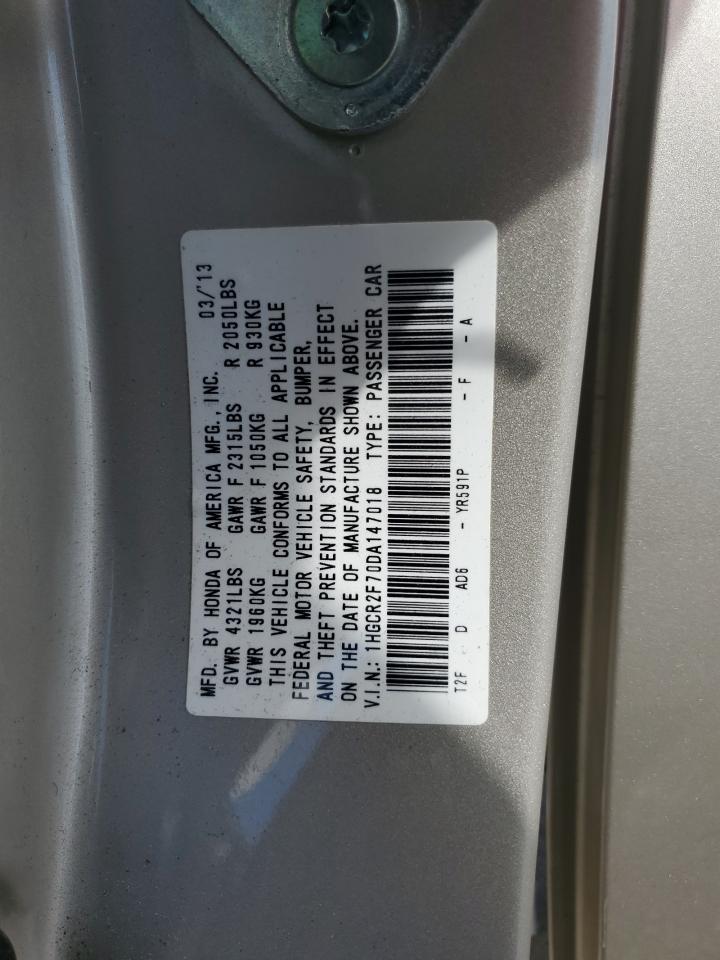 MFD. BY HONDA OF AMERICA MFG., INC. 03/'13
GVWR 4321LBS GAWR F 2315LBS R 2050LBS
GVWR 1960KG GAWR F 1050KG R 930KG
THIS VEHICLE CONFORMS TO ALL APPLICABLE
FEDERAL MOTOR VEHICLE SAFETY, BUMPER,
AND THEFT PREVENTION STANDARDS IN EFFECT
ON THE DATE OF MANUFACTURE SHOWN ABOVE.
V.I.N.: 1HGCR2F70DA147018 TYPE: PASSENGER CAR
T2F D AD6 - YR591P - F - A